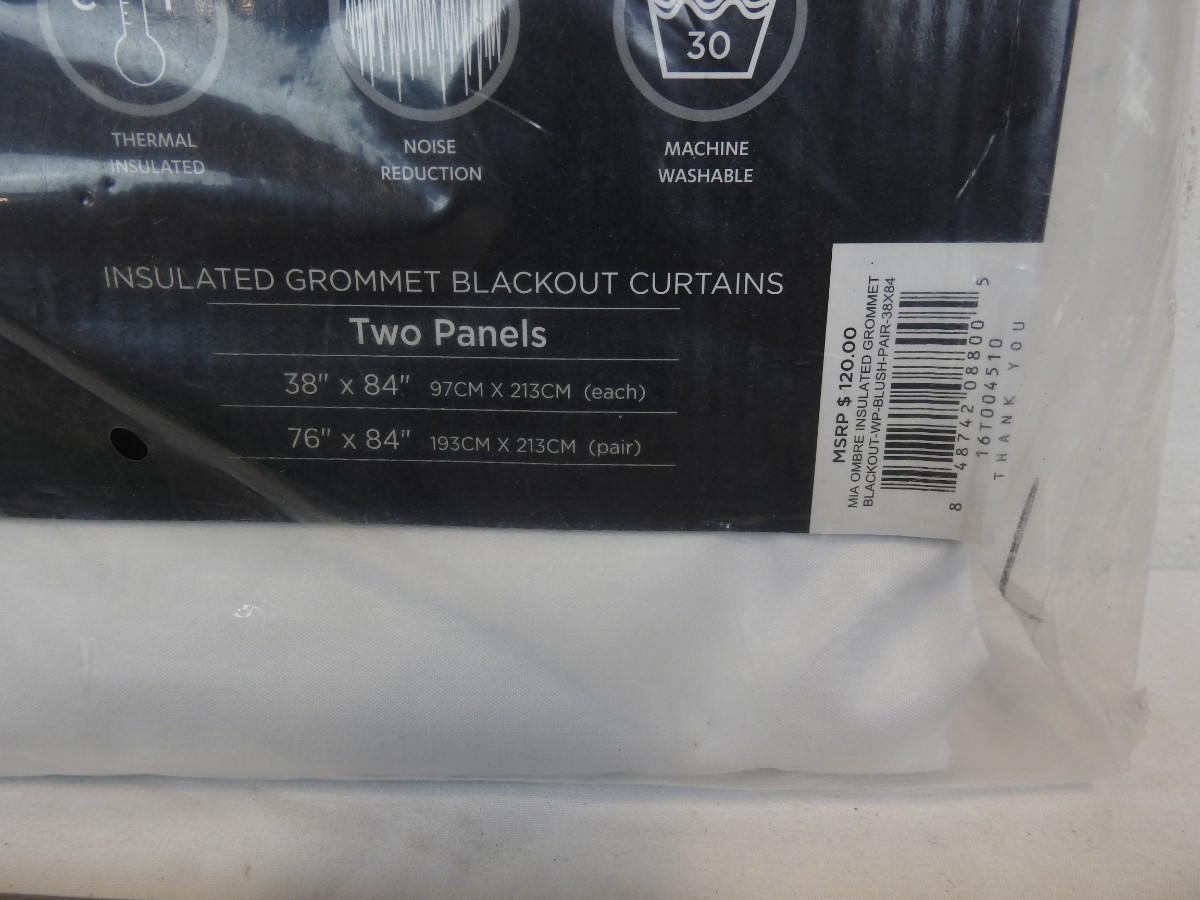 30
THERMAL
INSULATED
NOISE
REDUCTION
MACHINE
WASHABLE
INSULATED GROMMET BLACKOUT CURTAINS
Two Panels
38" x 84" 97CM X 213CM (each)
76" x 84" 193CM X 213CM (pair)
MSRP $ 120.00
MIA OMBRE INSULATED GROMMET
BLACKOUT-WP-BLUSH-PAIR-38X84
8 48742 08800 5
16T004510
THANK YOU